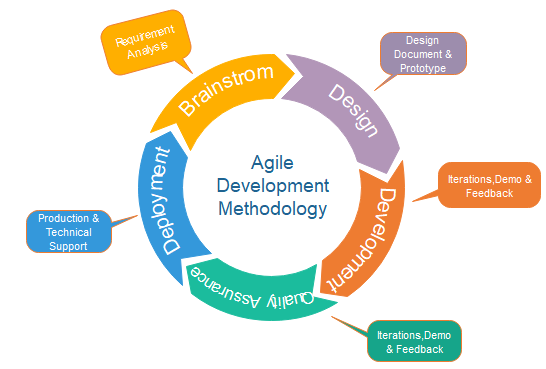 Requirement
Analysis
Brainstrom
Design
Document &
Prototype
Design
Iterations,Demo &
Feedback
Development
Agile
Development
Methodology
Deployment
Production &
Technical
Support
Quality Assurance
Iterations,Demo
& Feedback